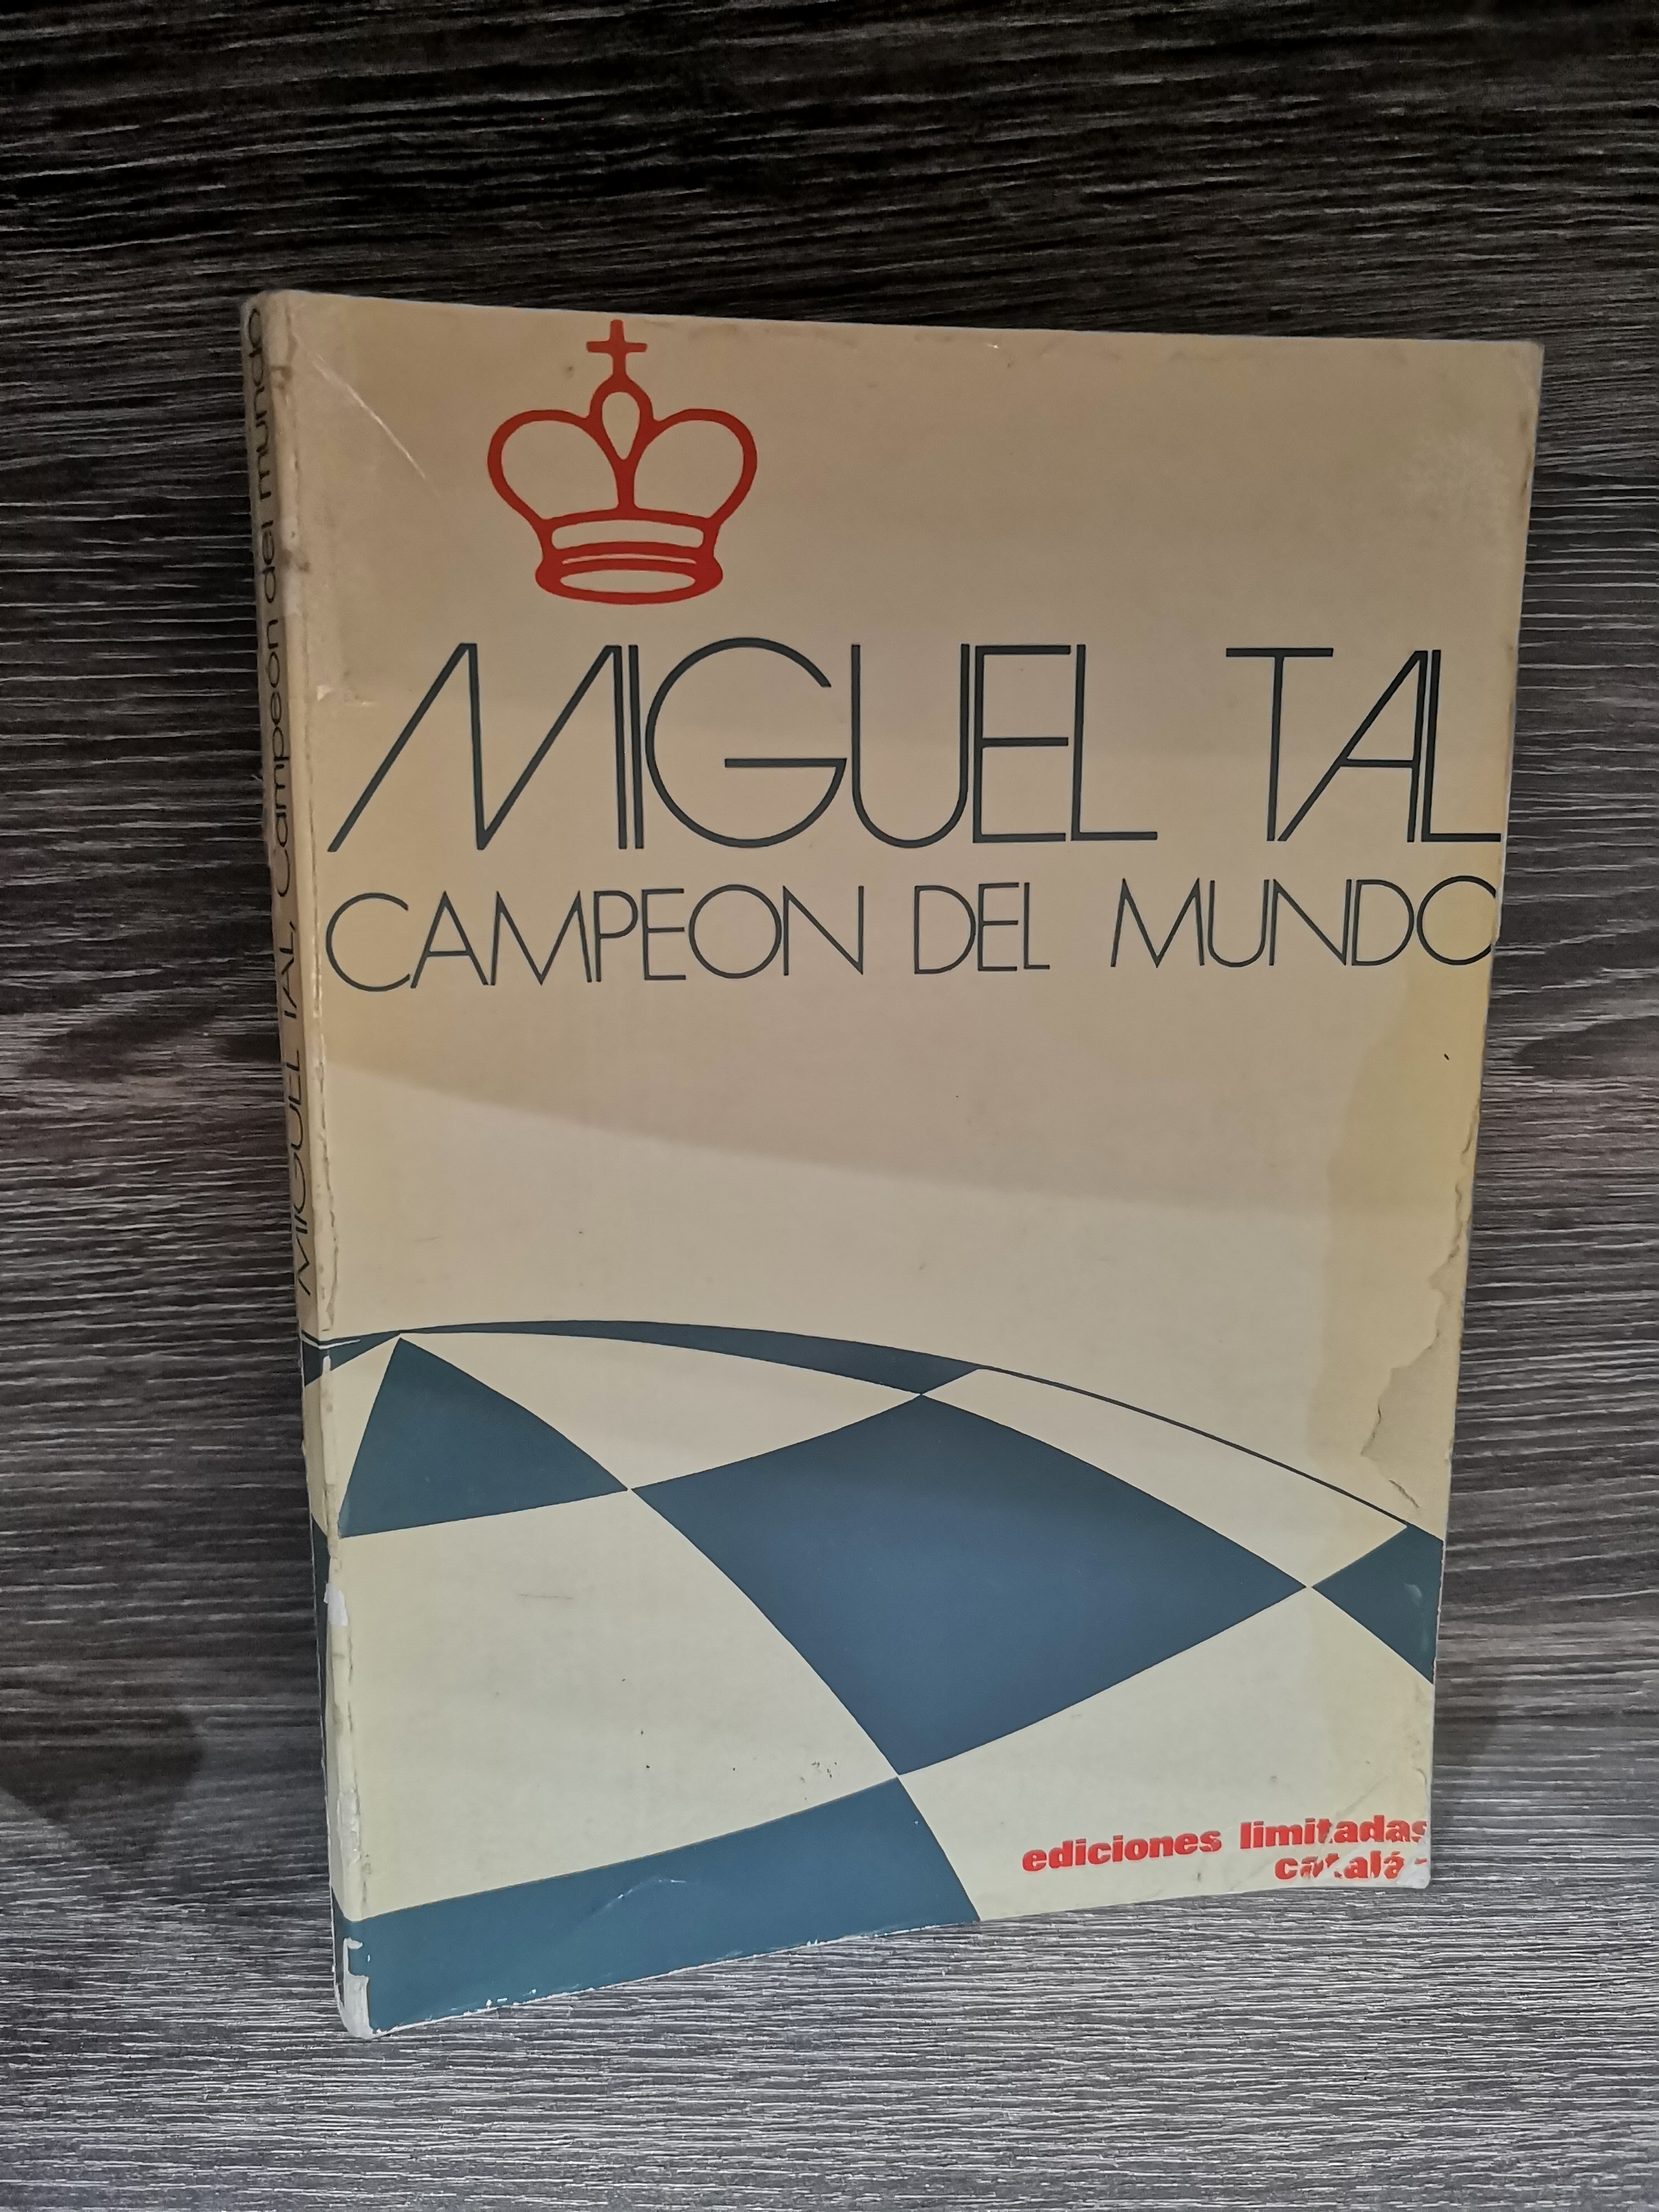 MIGUEL TAL
CAMPEON DEL MUNDO
ediciones limitadas
MIGUEL TAL, Campeón del mundo